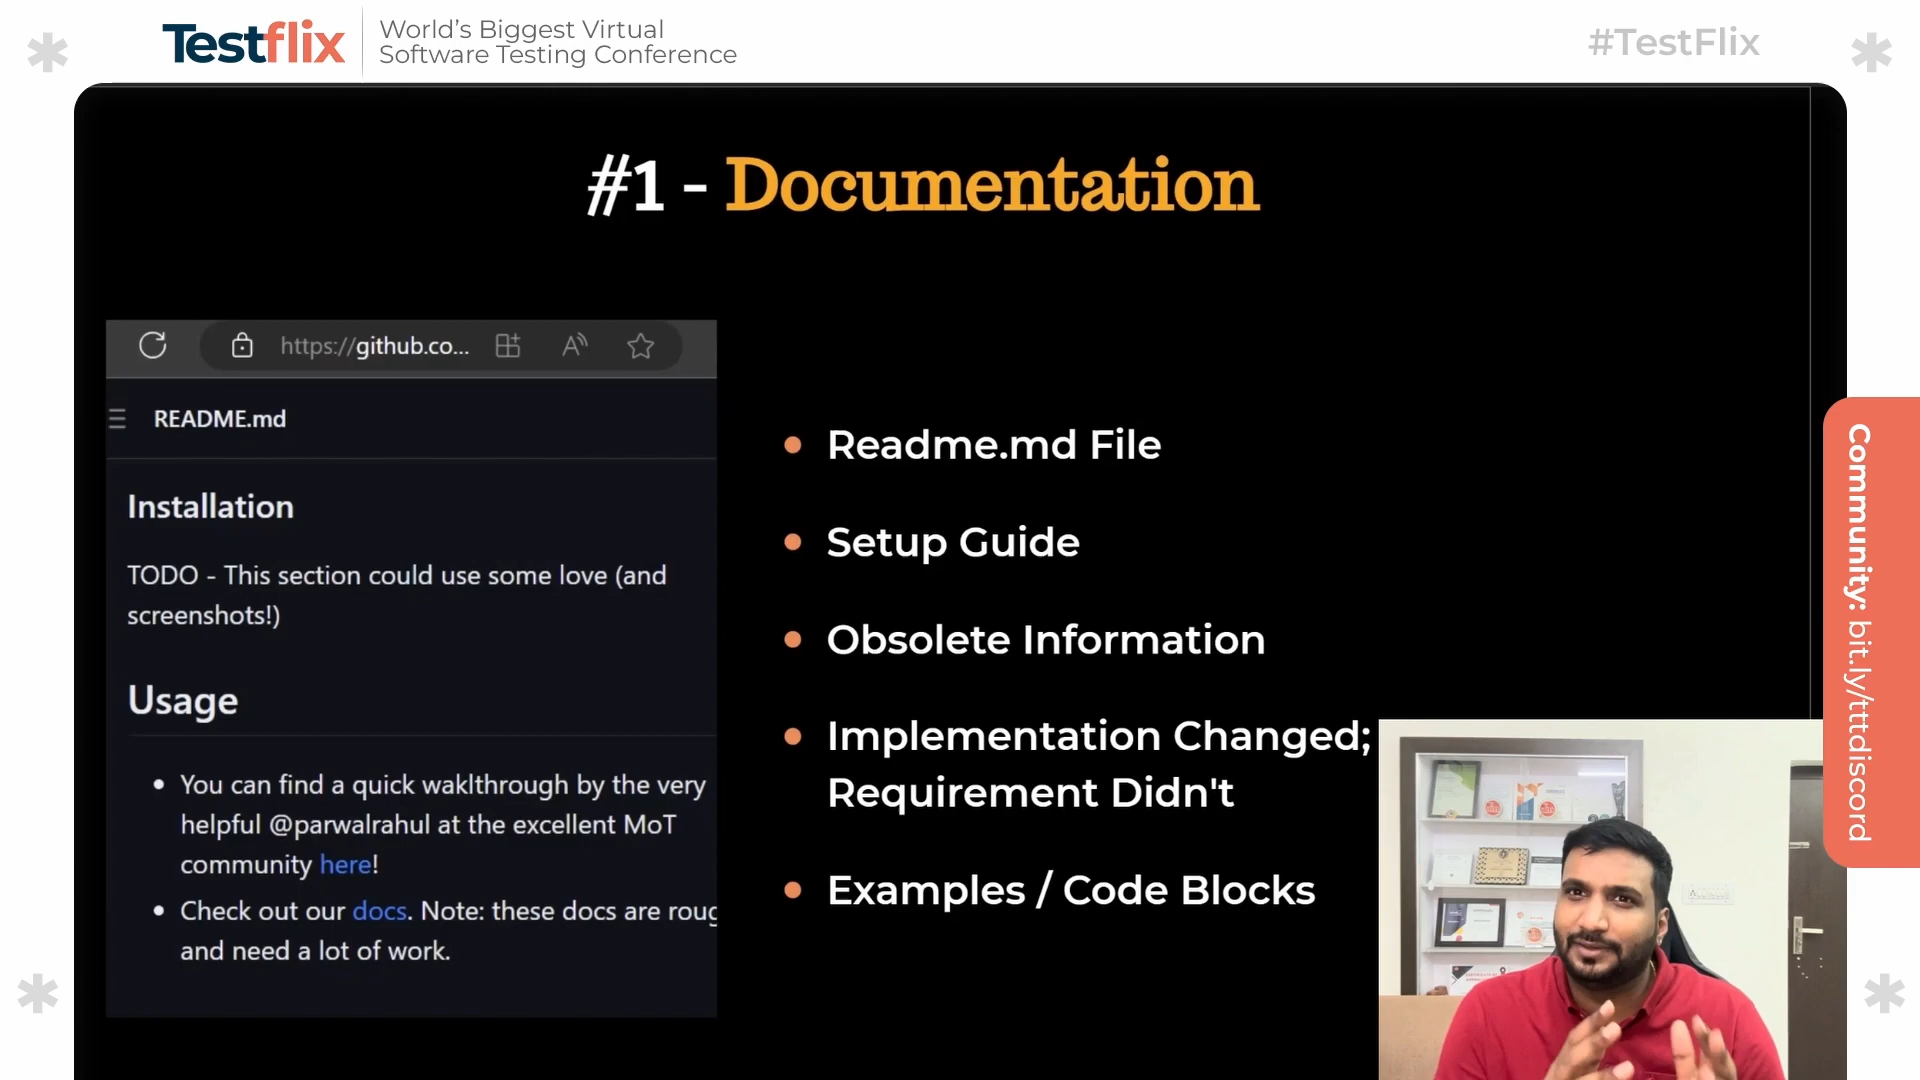 Testflix
World's Biggest Virtual
Software Testing Conference
#TestFlix
#1 - Documentation
https://github.co...
README.md
Installation
TODO - This section could use some love (and
screenshots!)
Usage
You can find a quick waklthrough by the very
helpful @parwalrahul at the excellent MoT
community here!
Check out our docs. Note: these docs are roug
and need a lot of work.
Readme.md File
Setup Guide
Obsolete Information
Implementation Changed;
Requirement Didn't
Examples / Code Blocks
Community: bit.ly/tttdiscord